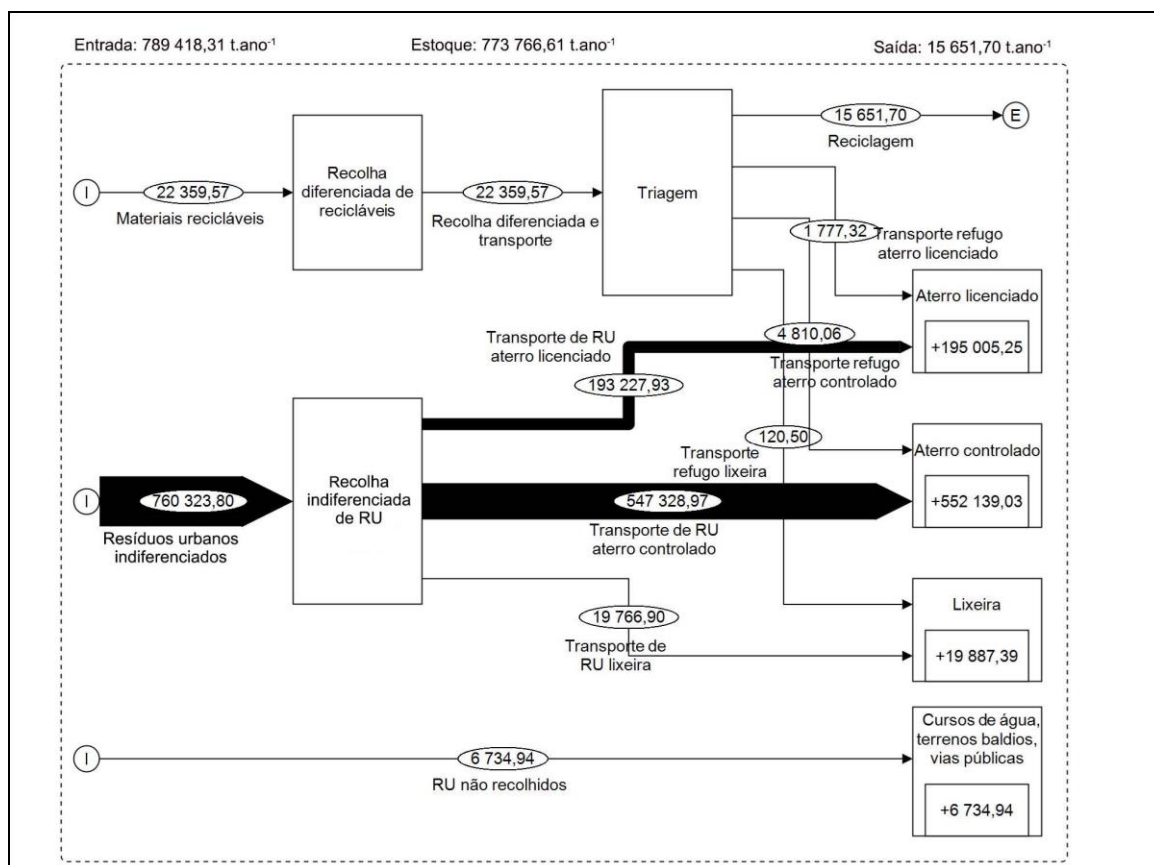 Entrada: 789 418,31 t.ano⁻¹
Estoque: 773 766,61 t.ano⁻¹
Saída: 15 651,70 t.ano⁻¹
I
22 359,57
Materiais recicláveis
Recolha
diferenciada de
recicláveis
22 359,57
Recolha diferenciada e
transporte
Triagem
15 651,70
Reciclagem
E
1 777,32
Transporte refugo
aterro licenciado
Aterro licenciado
+195 005,25
Transporte de RU
aterro licenciado
193 227,93
4 810,06
Transporte refugo
aterro controlado
I
760 323,80
Resíduos urbanos
indiferenciados
Recolha
indiferenciada
de RU
120,50
Transporte
refugo lixeira
547 328,97
Transporte de RU
aterro controlado
Aterro controlado
+552 139,03
19 766,90
Transporte de
RU lixeira
Lixeira
+19 887,39
I
6 734,94
RU não recolhidos
Cursos de água,
terrenos baldios,
vias públicas
+6 734,94